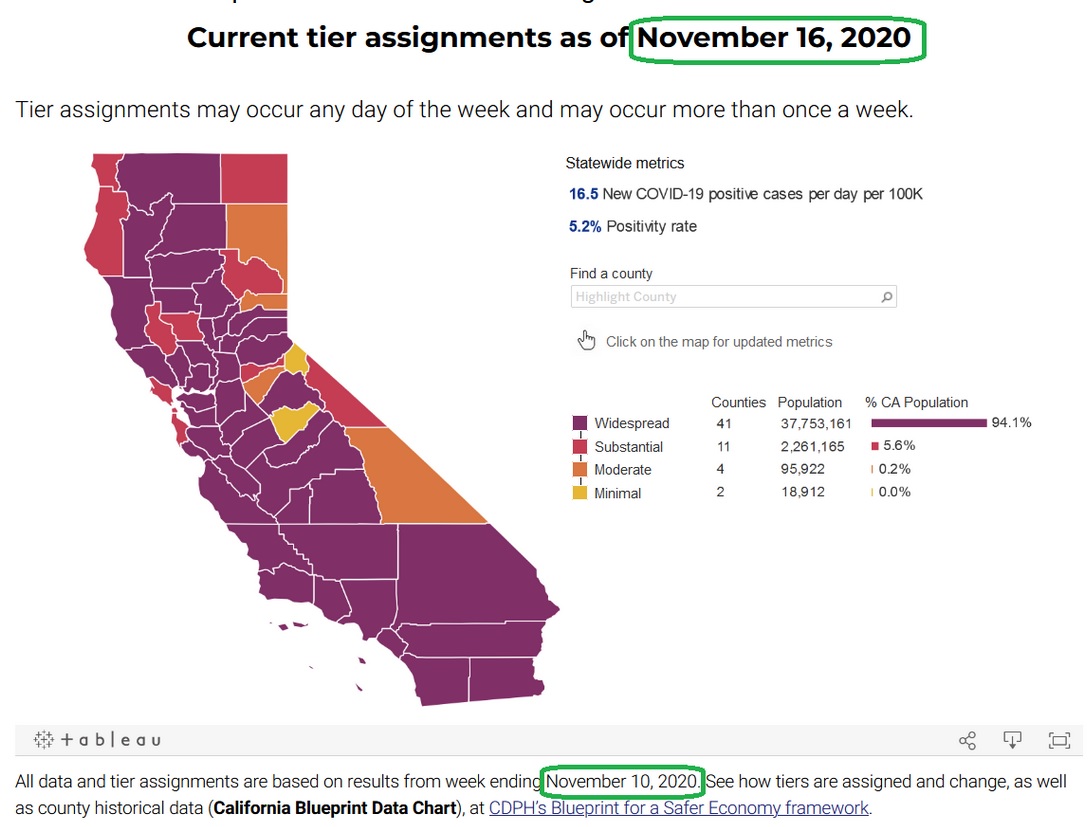 Current tier assignments as of November 16, 2020
Tier assignments may occur any day of the week and may occur more than once a week.
Statewide metrics
16.5 New COVID-19 positive cases per day per 100K
5.2% Positivity rate
Find a county
Highlight County
Click on the map for updated metrics
Counties Population % CA Population
Widespread 41 37,753,161 94.1%
Substantial 11 2,261,165 5.6%
Moderate 4 95,922 0.2%
Minimal 2 18,912 0.0%
+ a b l e a u
All data and tier assignments are based on results from week ending November 10, 2020. See how tiers are assigned and change, as well
as county historical data (California Blueprint Data Chart), at CDPH's Blueprint for a Safer Economy framework.